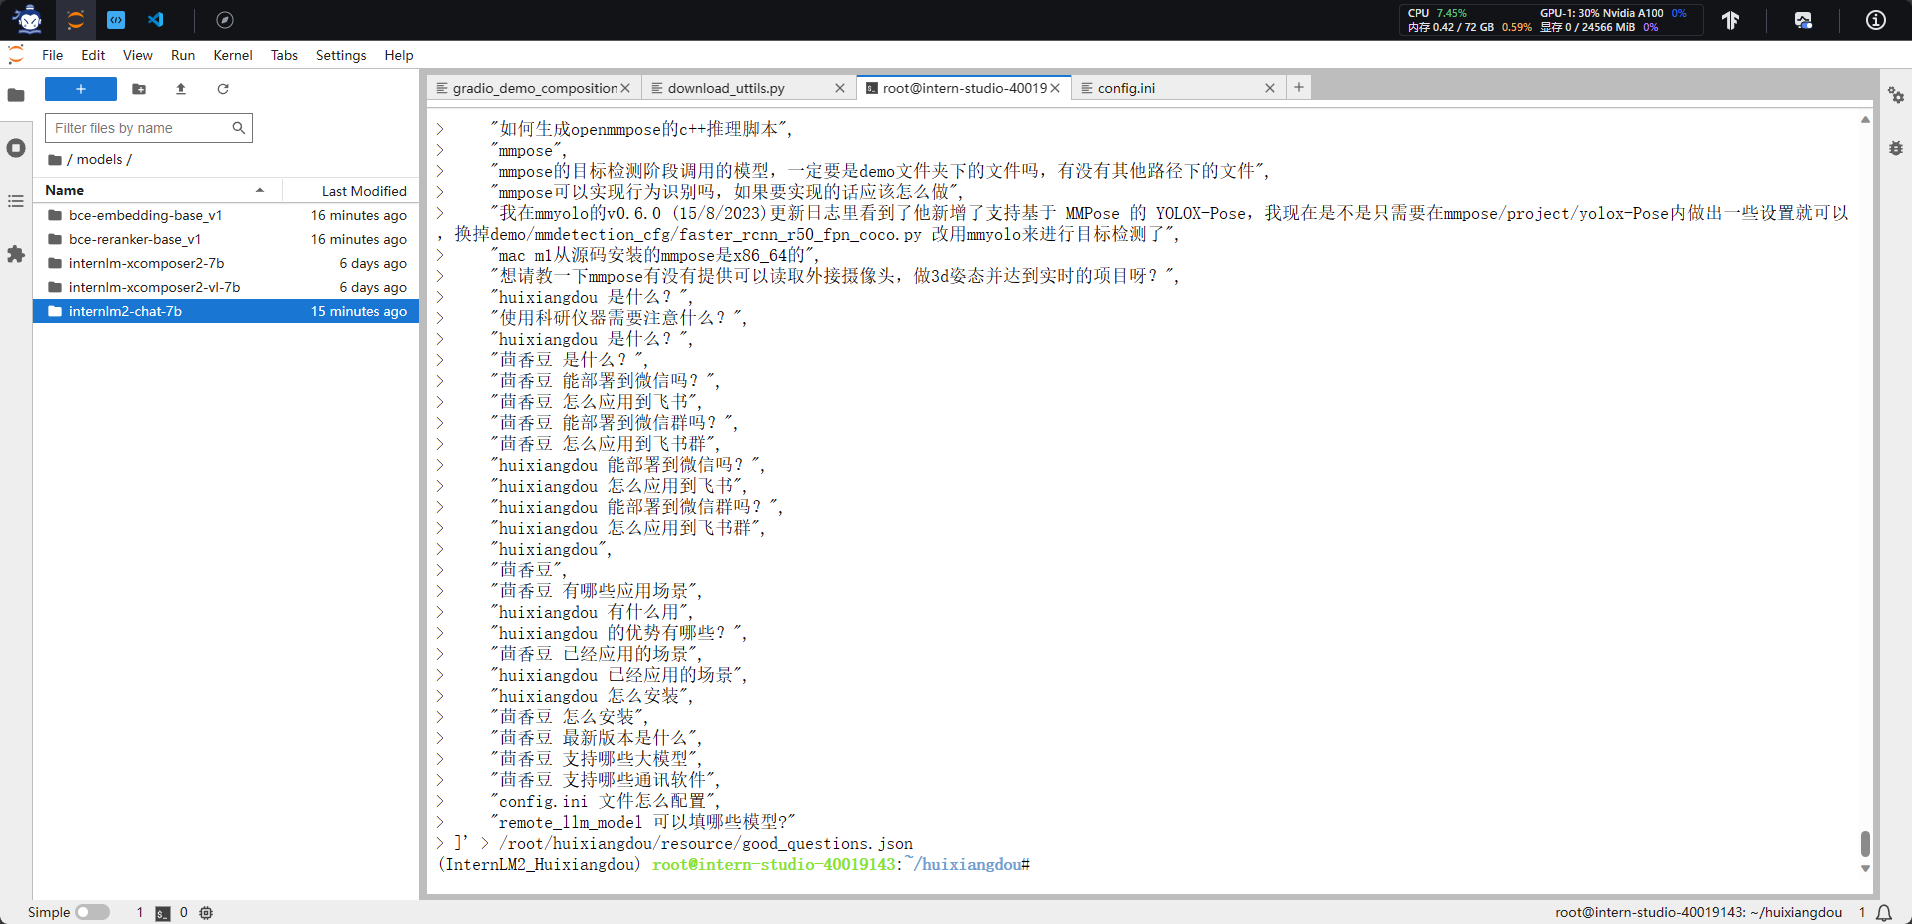 CPU 7.45%
GPU-1: 30% Nvidia A100 0%
内存 0.42 / 72 GB 0.59%
显存 0 / 24566 MiB 0%
File Edit View Run Kernel Tabs Settings Help
gradio_demo_composition
download_uttils.py
root@intern-studio-40019
config.ini
Filter files by name
/ models /
Name
Last Modified
bce-embedding-base_v1 16 minutes ago
bce-reranker-base_v1 16 minutes ago
internlm-xcomposer2-7b 6 days ago
internlm-xcomposer2-vl-7b 6 days ago
internlm2-chat-7b 15 minutes ago
> "如何生成openmmpose的c++推理脚本",
> "mmpose",
> "mmpose的目标检测阶段调用的模型，一定要是demo文件夹下的文件吗，有没有其他路径下的文件",
> "mmpose可以实现行为识别吗，如果要实现的话应该怎么做",
> "我在mmyolo的v0.6.0 (15/8/2023)更新日志里看到了他新增了支持基于 MMPose 的 YOLOX-Pose，我现在是不是只需要在mmpose/project/yolox-Pose内做出一些设置就可以
，换掉demo/mmdetection_cfg/faster_rcnn_r50_fpn_coco.py 改用mmyolo来进行目标检测了",
> "mac m1从源码安装的mmpose是x86_64的",
> "想请教一下mmpose有没有提供可以读取外接摄像头，做3d姿态并达到实时的项目呀？",
> "huixiangdou 是什么？",
> "使用科研仪器需要注意什么？",
> "huixiangdou 是什么？",
> "茴香豆 是什么？",
> "茴香豆 能部署到微信吗？",
> "茴香豆 怎么应用到飞书",
> "茴香豆 能部署到微信群吗？",
> "茴香豆 怎么应用到飞书群",
> "huixiangdou 能部署到微信吗？",
> "huixiangdou 怎么应用到飞书",
> "huixiangdou 能部署到微信群吗？",
> "huixiangdou 怎么应用到飞书群",
> "huixiangdou",
> "茴香豆",
> "茴香豆 有哪些应用场景",
> "huixiangdou 有什么用",
> "huixiangdou 的优势有哪些？",
> "茴香豆 已经应用的场景",
> "huixiangdou 已经应用的场景",
> "huixiangdou 怎么安装",
> "茴香豆 怎么安装",
> "茴香豆 最新版本是什么",
> "茴香豆 支持哪些大模型",
> "茴香豆 支持哪些通讯软件",
> "config.ini 文件怎么配置",
> "remote_llm_model 可以填哪些模型?"
> ]' > /root/huixiangdou/resource/good_questions.json
(InternLM2_Huixiangdou) root@intern-studio-40019143:~/huixiangdou#
Simple 1 0
root@intern-studio-40019143: ~/huixiangdou 1